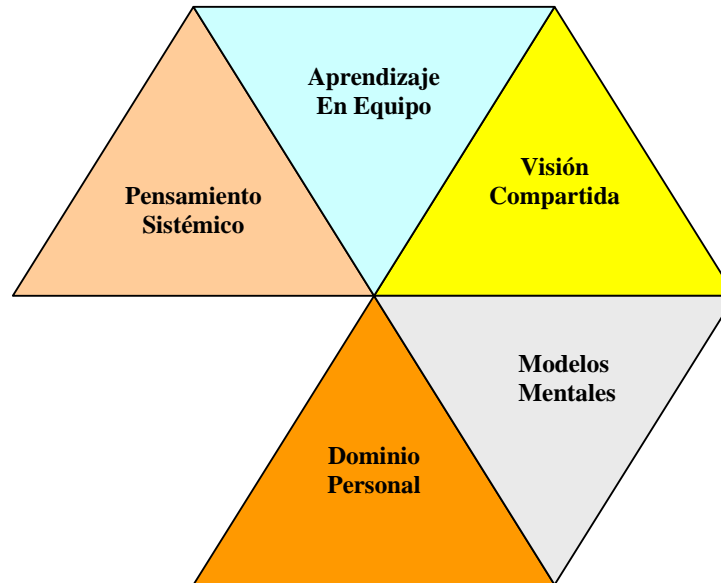 Aprendizaje
En Equipo
Visión
Compartida
Pensamiento
Sistémico
Modelos
Mentales
Dominio
Personal